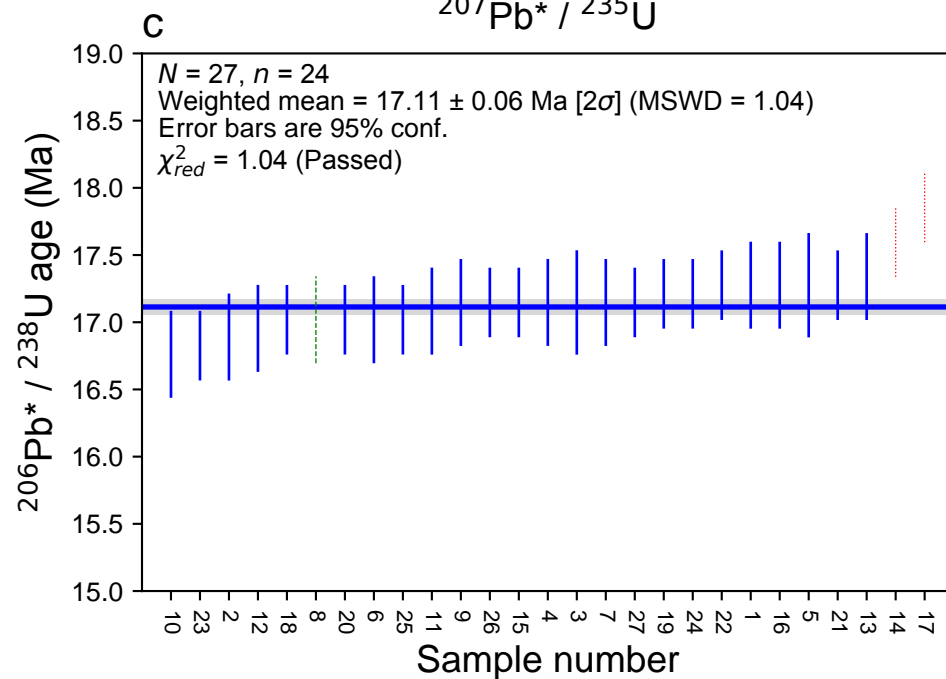 ²⁰⁷Pb* / ²³⁵U
c
N = 27, n = 24
Weighted mean = 17.11 ± 0.06 Ma [2σ] (MSWD = 1.04)
Error bars are 95% conf.
χ²red = 1.04 (Passed)
²⁰⁶Pb* / ²³⁸U age (Ma)
19.0
18.5
18.0
17.5
17.0
16.5
16.0
15.5
15.0
10 23 2 12 18 8 20 6 25 11 9 26 15 4 3 7 27 19 24 22 1 16 5 21 13 14 17
Sample number